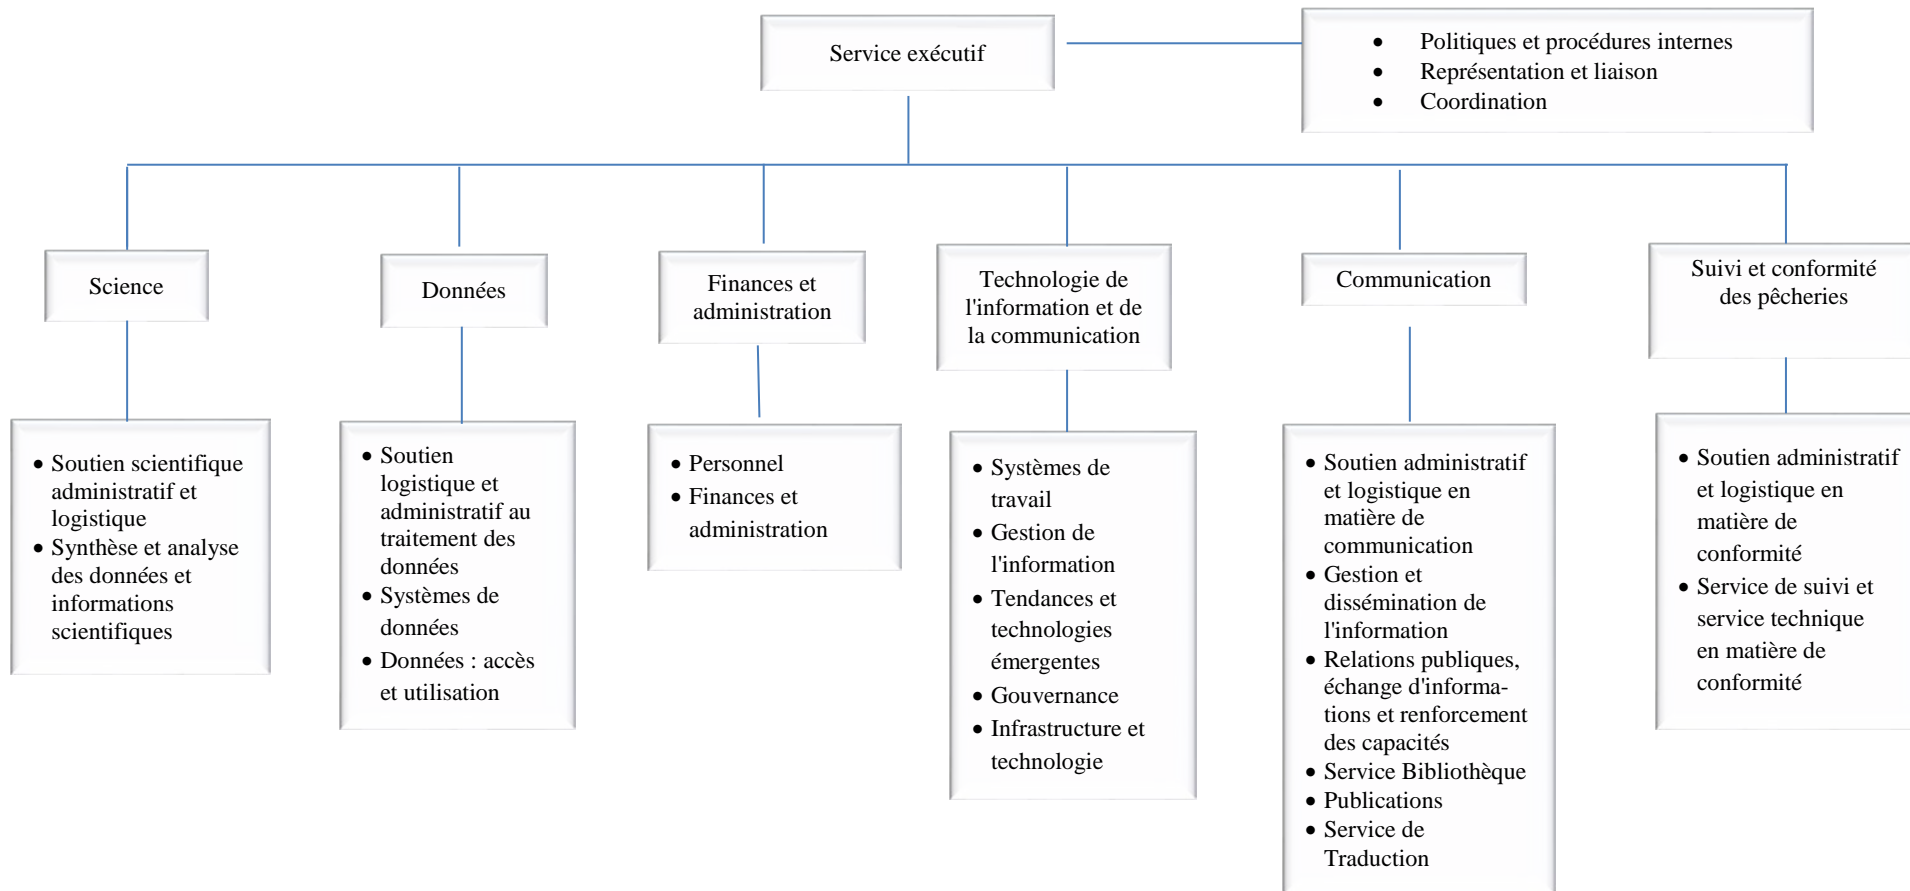 Service exécutif
• Politiques et procédures internes
• Représentation et liaison
• Coordination
Science
Données
Finances et
administration
Technologie de
l'information et de
la communication
Communication
Suivi et conformité
des pêcheries
• Soutien scientifique
administratif et
logistique
• Synthèse et analyse
des données et
informations
scientifiques
• Soutien
logistique et
administratif au
traitement des
données
• Systèmes de
données
• Données : accès
et utilisation
• Personnel
• Finances et
administration
• Systèmes de
travail
• Gestion de
l'information
• Tendances et
technologies
émergentes
• Gouvernance
• Infrastructure et
technologie
• Soutien administratif
et logistique en
matière de
communication
• Gestion et
dissémination de
l'information
• Relations publiques,
échange d'informa-
tions et renforcement
des capacités
• Service Bibliothèque
• Publications
• Service de
Traduction
• Soutien administratif
et logistique en
matière de
conformité
• Service de suivi et
service technique
en matière de
conformité